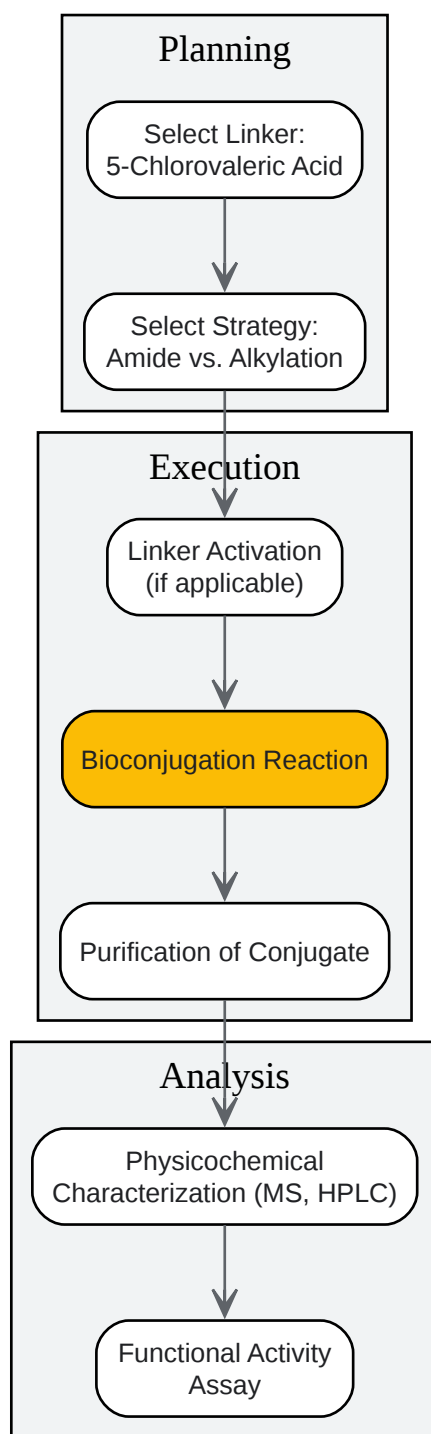 Planning
Select Linker:
5-Chlorovaleric Acid
Select Strategy:
Amide vs. Alkylation
Execution
Linker Activation
(if applicable)
Bioconjugation Reaction
Purification of Conjugate
Analysis
Physicochemical
Characterization (MS, HPLC)
Functional Activity
Assay